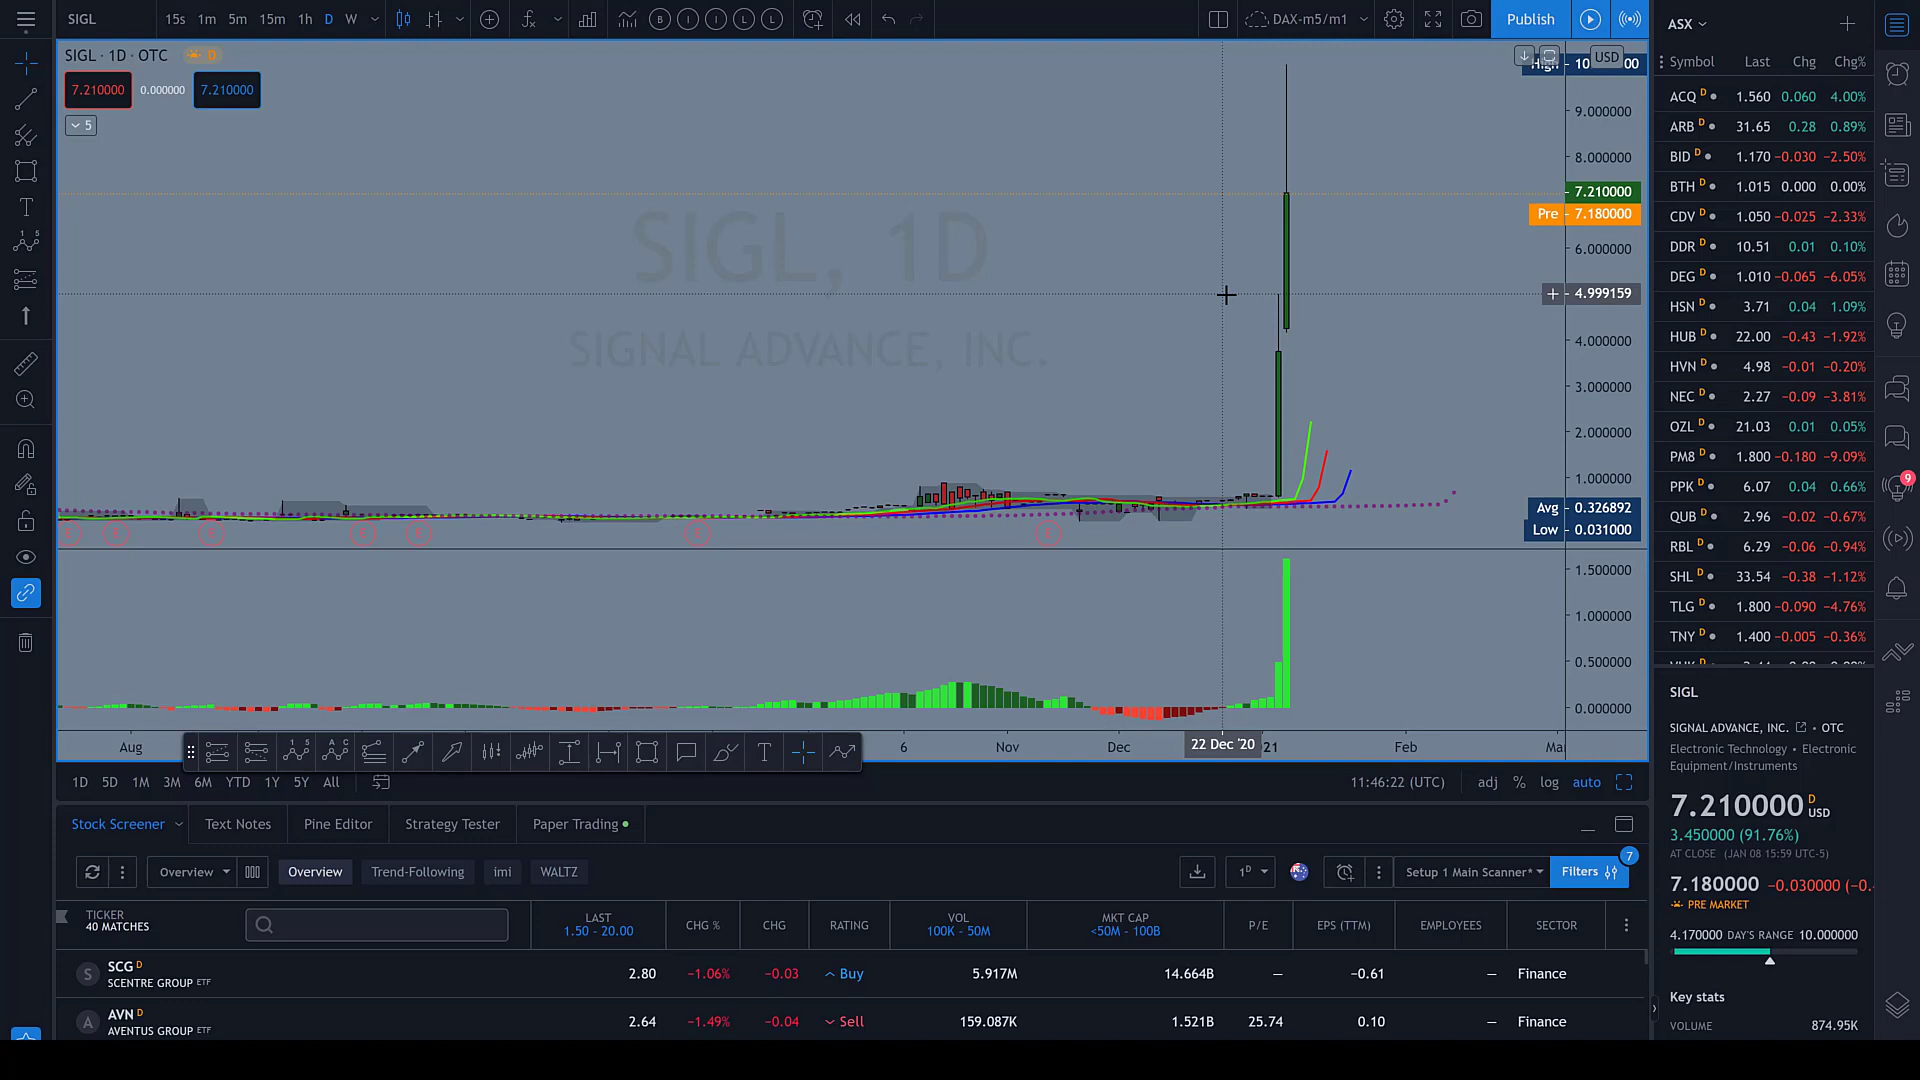 SIGL 15s 1m 5m 15m 1h D W B I I L L DAX-m5/m1 Publish
SIGL · 1D · OTC D
7.210000 0.000000 7.210000
5
USD
SIGL, 1D
SIGNAL ADVANCE, INC.
9.000000
8.000000
7.210000
Pre 7.180000
6.000000
4.999159
4.000000
3.000000
2.000000
1.000000
Avg 0.326892
Low 0.031000
1.500000
1.000000
0.500000
0.000000
Aug 6 Nov Dec 22 Dec '20 21 Feb
1D 5D 1M 3M 6M YTD 1Y 5Y All 11:46:22 (UTC) adj % log auto
Stock Screener Text Notes Pine Editor Strategy Tester Paper Trading
Overview Overview Trend-Following imi WALTZ 1D Setup 1 Main Scanner* Filters 7
TICKER
40 MATCHES
LAST
1.50 - 20.00
CHG %
CHG
RATING
VOL
100K - 50M
MKT CAP
<50M - 100B
P/E
EPS (TTM)
EMPLOYEES
SECTOR
S SCG D 2.80 −1.06% −0.03 Buy 5.917M 14.664B — −0.61 — Finance
SCENTRE GROUP ETF
A AVN D 2.64 −1.49% −0.04 Sell 159.087K 1.521B 25.74 0.10 — Finance
AVENTUS GROUP ETF
ASX
Symbol Last Chg Chg%
ACQ D 1.560 0.060 4.00%
ARB D 31.65 0.28 0.89%
BID D 1.170 −0.030 −2.50%
BTH D 1.015 0.000 0.00%
CDV D 1.050 −0.025 −2.33%
DDR D 10.51 0.01 0.10%
DEG D 1.010 −0.065 −6.05%
HSN D 3.71 0.04 1.09%
HUB D 22.00 −0.43 −1.92%
HVN D 4.98 −0.01 −0.20%
NEC D 2.27 −0.09 −3.81%
OZL D 21.03 0.01 0.05%
PM8 D 1.800 −0.180 −9.09%
PPK D 6.07 0.04 0.66%
QUB D 2.96 −0.02 −0.67%
RBL D 6.29 −0.06 −0.94%
SHL D 33.54 −0.38 −1.12%
TLG D 1.800 −0.090 −4.76%
TNY D 1.400 −0.005 −0.36%
9
SIGL
SIGNAL ADVANCE, INC. • OTC
Electronic Technology • Electronic
Equipment/Instruments
7.210000 D USD
3.450000 (91.76%)
AT CLOSE (JAN 08 15:59 UTC-5)
7.180000 −0.030000
PRE MARKET
4.170000 DAY'S RANGE 10.000000
Key stats
VOLUME 874.95K